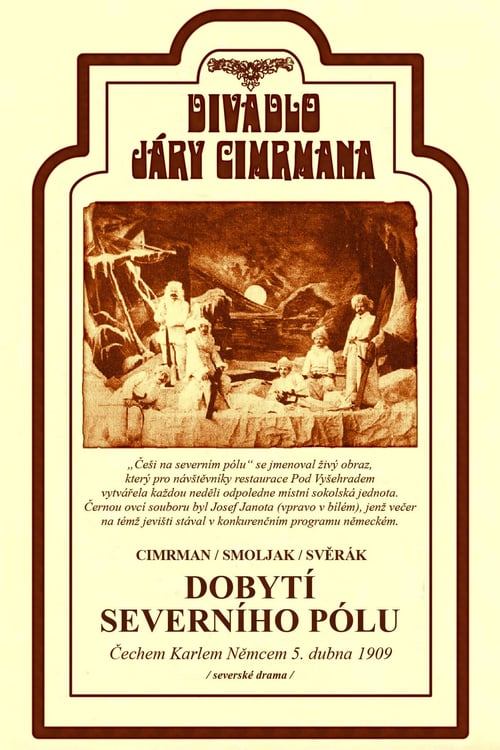 DIVADLO
JÁRY CIMRMANA
„Češi na severním pólu“ se jmenoval živý obraz,
který pro návštěvníky restaurace Pod Vyšehradem
vytvářela každou neděli odpoledne místní sokolská jednota.
Černou ovcí souboru byl Josef Janota (vpravo v bílém), jenž večer
na témž jevišti stával v konkurenčním programu německém.
CIMRMAN / SMOLJAK / SVĚRÁK
DOBYTÍ
SEVERNÍHO PÓLU
Čechem Karlem Němcem 5. dubna 1909
/ severské drama /